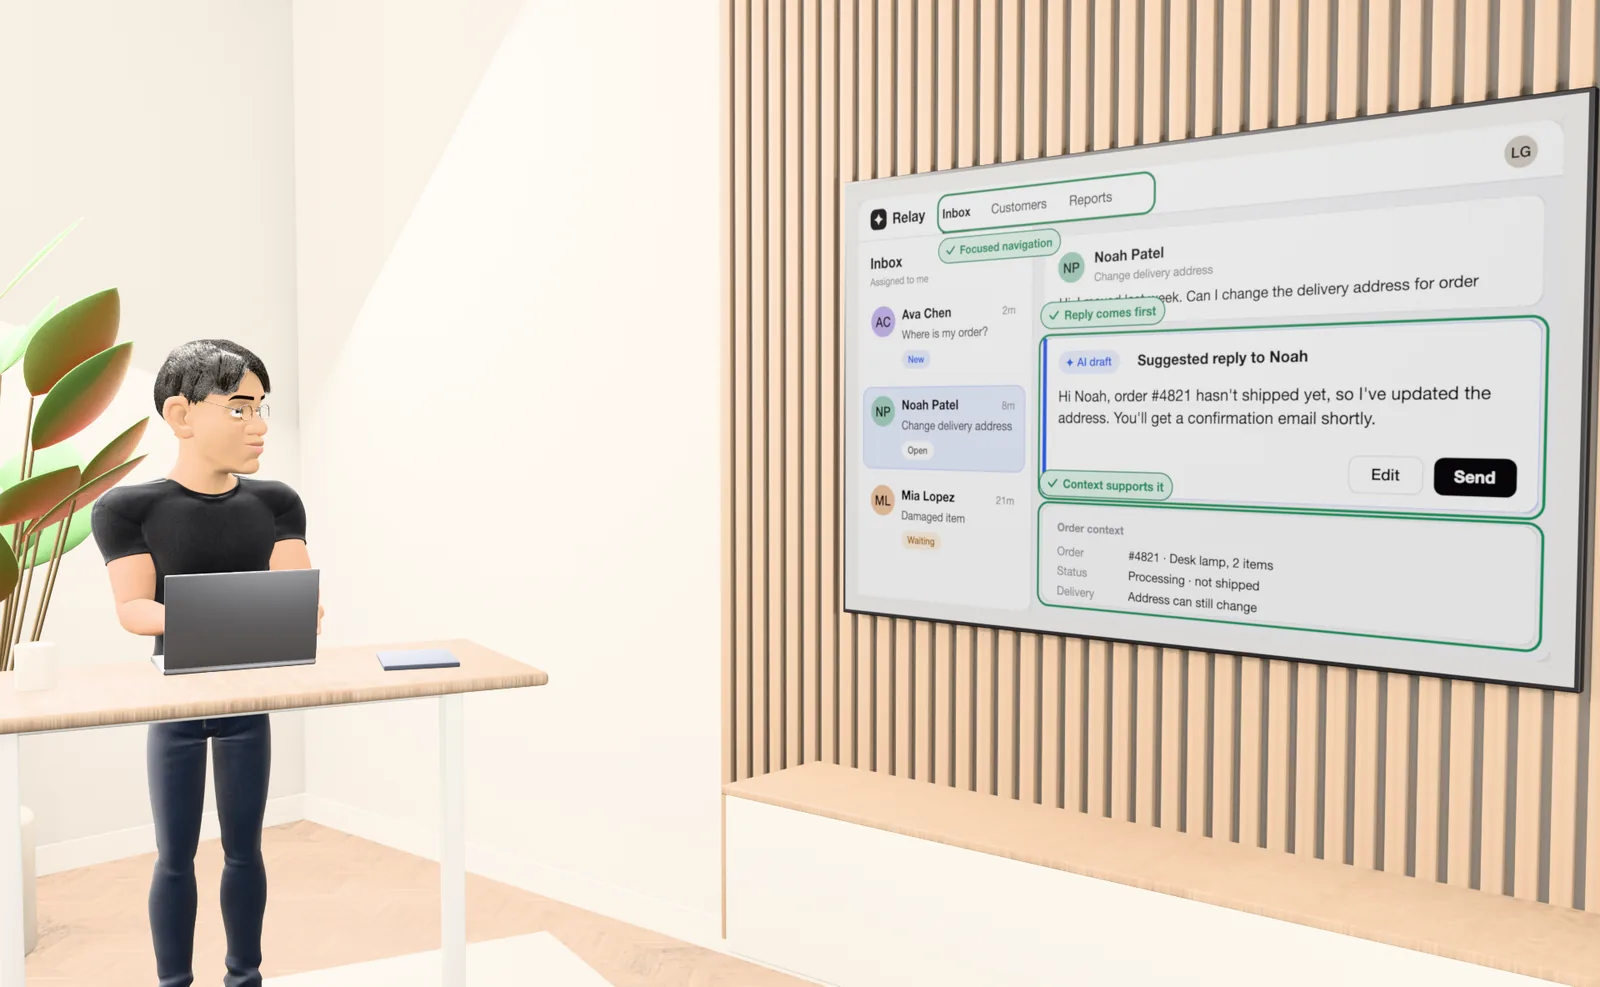 LG
Relay
Inbox Customers Reports
Focused navigation
Inbox
Assigned to me
AC
Ava Chen
2m
Where is my order?
New
NP
Noah Patel
8m
Change delivery address
Open
ML
Mia Lopez
21m
Damaged item
Waiting
NP
Noah Patel
Change delivery address
week. Can I change the delivery address for order
Reply comes first
AI draft
Suggested reply to Noah
Hi Noah, order #4821 hasn't shipped yet, so I've updated the
address. You'll get a confirmation email shortly.
Edit
Send
Context supports it
Order context
Order #4821 · Desk lamp, 2 items
Status Processing · not shipped
Delivery Address can still change